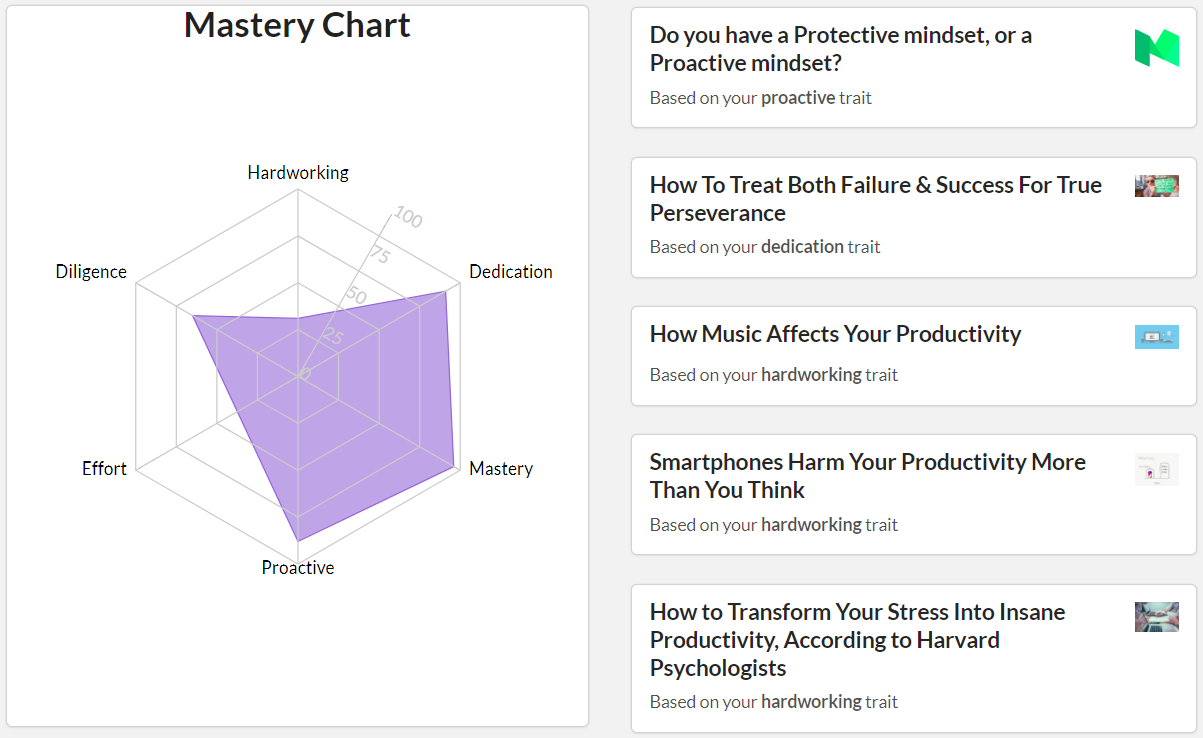 Mastery Chart
Hardworking
100
75
Diligence
Dedication
50
25
0
Effort
Mastery
Proactive
Do you have a Protective mindset, or a
Proactive mindset?
Based on your proactive trait
How To Treat Both Failure & Success For True
Perseverance
Based on your dedication trait
How Music Affects Your Productivity
Based on your hardworking trait
Smartphones Harm Your Productivity More
Than You Think
Based on your hardworking trait
How to Transform Your Stress Into Insane
Productivity, According to Harvard
Psychologists
Based on your hardworking trait